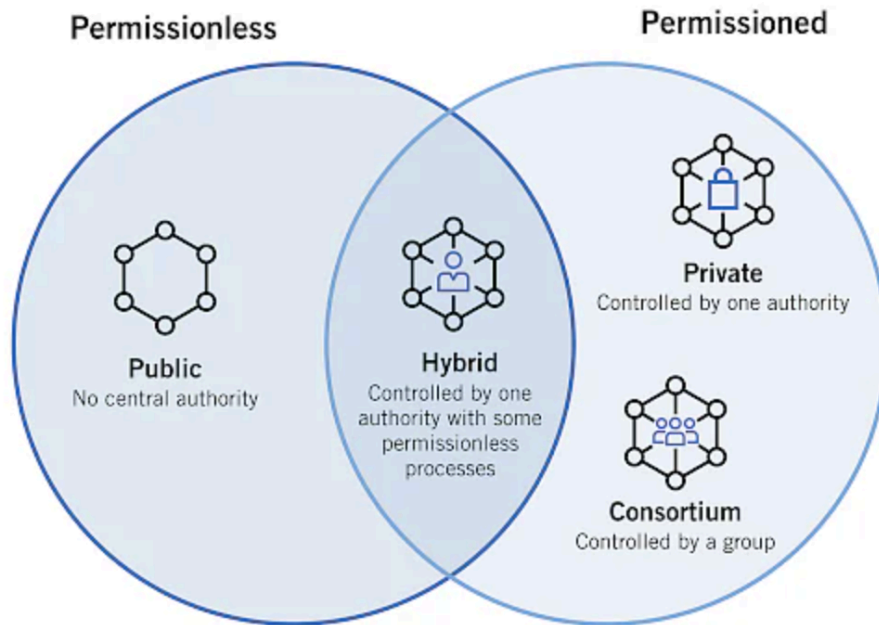 Permissionless
Permissioned
Public
No central authority
Hybrid
Controlled by one
authority with some
permissionless
processes
Private
Controlled by one authority
Consortium
Controlled by a group